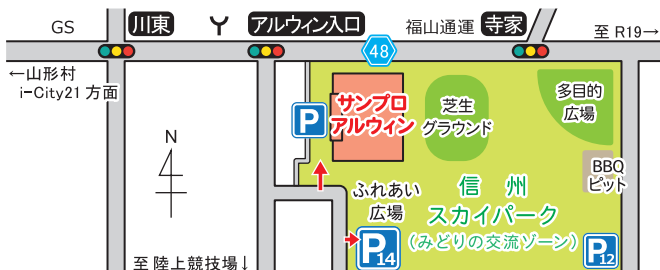 GS
川東
アルウィン入口
福山通運
寺家
至 R19→
48
←山形村
i-City21 方面
N
P
サンプロ
アルウィン
芝生
グラウンド
多目的
広場
BBQ
ピット
ふれあい
広場
信州
スカイパーク
(みどりの交流ゾーン)
P14
P12
至 陸上競技場↓